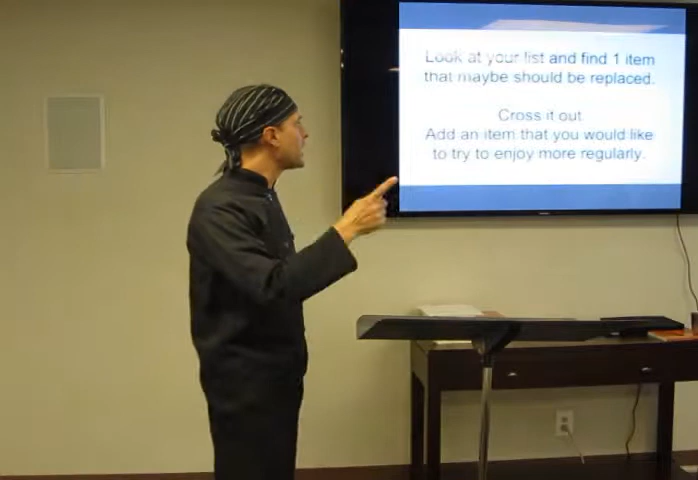 Look at your list and find 1 item
that maybe should be replaced.
Cross it out.
Add an item that you would like
to try to enjoy more regularly.